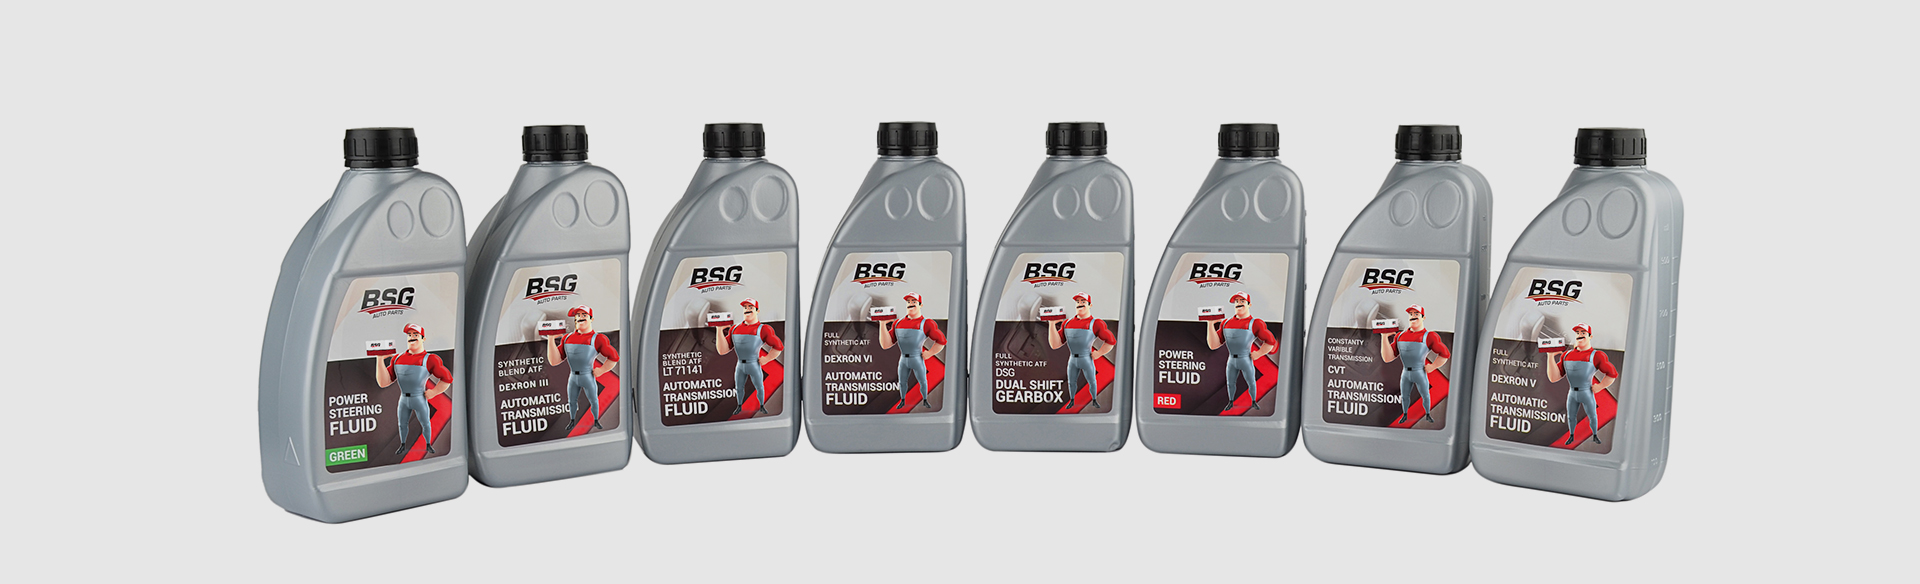 BSG
AUTO PARTS
POWER
STEERING
FLUID
GREEN
BSG
AUTO PARTS
SYNTHETIC
BLEND ATF
DEXRON III
AUTOMATIC
TRANSMISSION
FLUID
BSG
AUTO PARTS
SYNTHETIC
BLEND ATF
LT 71141
AUTOMATIC
TRANSMISSION
FLUID
BSG
AUTO PARTS
FULL
SYNTHETIC ATF
DEXRON VI
AUTOMATIC
TRANSMISSION
FLUID
BSG
AUTO PARTS
FULL
SYNTHETIC ATF
DSG
DUAL SHIFT
GEARBOX
BSG
AUTO PARTS
POWER
STEERING
FLUID
RED
BSG
AUTO PARTS
CONSTANTY
VARIBLE
TRANSMISSION
CVT
AUTOMATIC
TRANSMISSION
FLUID
BSG
AUTO PARTS
FULL
SYNTHETIC ATF
DEXRON V
AUTOMATIC
TRANSMISSION
FLUID